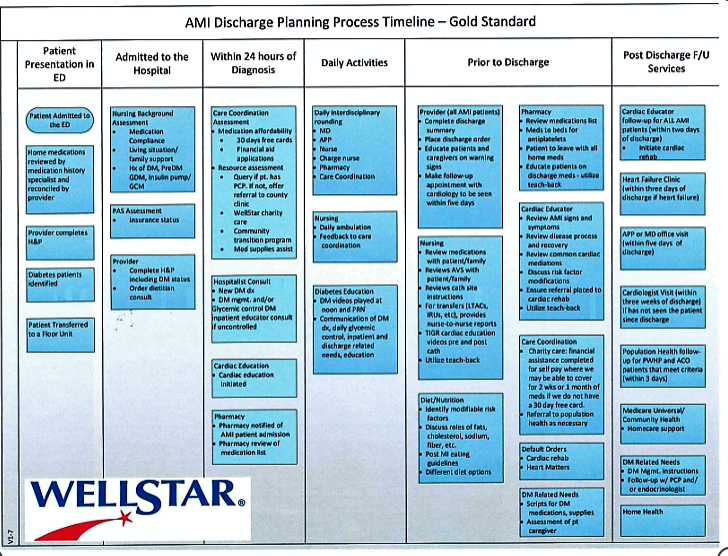 AMI Discharge Planning Process Timeline – Gold Standard
Patient
Presentation in
ED
Patient Admitted to
the ED
Home medications
reviewed by
medication history
specialist and
reconciled by
provider
Provider completes
H&P
Diabetes patients
identified
Patient Transferred
to a Floor Unit
Admitted to the
Hospital
Nursing Background
Assessment
• Medication
Compliance
• Living situation/
family support
• Hx of DM, PreDM
GDM, insulin pump/
GCM
PAS Assessment
• Insurance status
Provider
• Complete H&P
including DM status
• Order dietitian
consult
Within 24 hours of
Diagnosis
Care Coordination
Assessment
• Medication affordability
• 30 days free cards
• Financial aid
applications
• Resource assessment
• Query if pt. has
PCP. If not, offer
referral to county
clinic
• WellStar charity
care
• Community
transition program
• Med supplies assist
Hospitalist Consult
• New DM dx
• DM mgmt. and/or
Glycemic control DM
inpatient educator consult
if uncontrolled
Cardiac Education
• Cardiac education
initiated
Pharmacy
• Pharmacy notified of
AMI patient admission
• Pharmacy review of
medication list
Daily Activities
Daily interdisciplinary
rounding
• MD
• APP
• Nurse
• Charge nurse
• Pharmacy
• Care Coordination
Nursing
• Daily ambulation
• Feedback to care
coordination
Diabetes Education
• DM videos played at
noon and PRN
• Communication of DM
dx, daily glycemic
control, inpatient and
discharge related
needs, education
Prior to Discharge
Provider (all AMI patients)
• Complete discharge
summary
• Place discharge order
• Educate patients and
caregivers on warning
signs
• Make follow-up
appointment with
cardiology to be seen
within five days
Nursing
• Review medications
with patient/family
• Reviews AVS with
patient/family
• Reviews cath site
instructions
• For transfers (LTACs,
IRUs, etc), provides
nurse-to-nurse reports
• TIGR cardiac education
videos pre and post
cath
• Utilize teach-back
Diet/Nutrition
• Identify modifiable risk
factors
• Discuss roles of fats,
cholesterol, sodium,
fiber, etc.
• Post MI eating
guidelines
• Different diet options
Pharmacy
• Review medications list
• Meds to beds for
antiplatelets
• Patient to leave with all
home meds
• Educate patients on
discharge meds - utilize
teach-back
Cardiac Educator
• Review AMI signs and
symptoms
• Review disease process
and recovery
• Review common cardiac
mediations
• Discuss risk factor
modifications
• Ensure referral placed to
cardiac rehab
• Utilize teach-back
Care Coordination
• Charity care: financial
assistance completed
for self pay where we
may be able to cover
for 2 wks or 1 month of
meds if we do not have
a 30 day free card.
• Referral to population
health as necessary
Default Orders
• Cardiac rehab
• Heart Matters
DM Related Needs
• Scripts for DM
medications, supplies
• Assessment of pt
caregiver
Post Discharge F/U
Services
Cardiac Educator
follow-up for ALL AMI
patients (within two days
of discharge)
• Initiate cardiac
rehab
Heart Failure Clinic
(within three days of
discharge if heart failure)
APP or MD office visit
(within five days of
discharge)
Cardiologist Visit (within
three weeks of discharge)
if has not seen the patient
since discharge
Population Health follow-
up for PWHP and ACO
patients that meet criteria
(within 3 days)
Medicare Universal/
Community Health
• Homecare support
DM Related Needs
• DM Mgmt. instructions
• Follow-up w/ PCP and/
or endocrinologist
Home Health
WELLSTAR®
V1-7